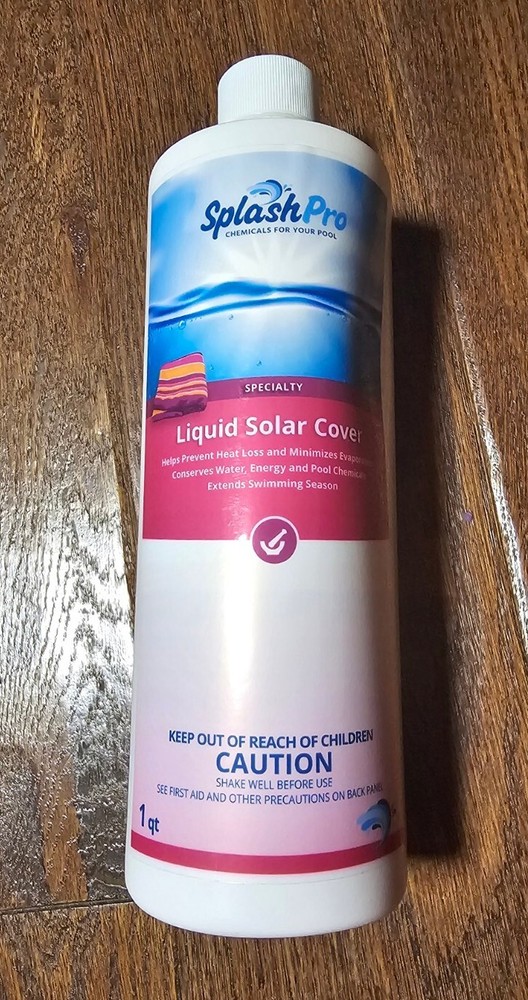 SplashPro
CHEMICALS FOR YOUR POOL
SPECIALTY
Liquid Solar Cover
Helps Prevent Heat Loss and Minimizes
Conserves Water, Energy and Pool
Extends Swimming Season
KEEP OUT OF REACH OF CHILDREN
CAUTION
SHAKE WELL BEFORE USE
SEE FIRST AID AND OTHER PRECAUTIONS ON BACK PANEL
1 qt